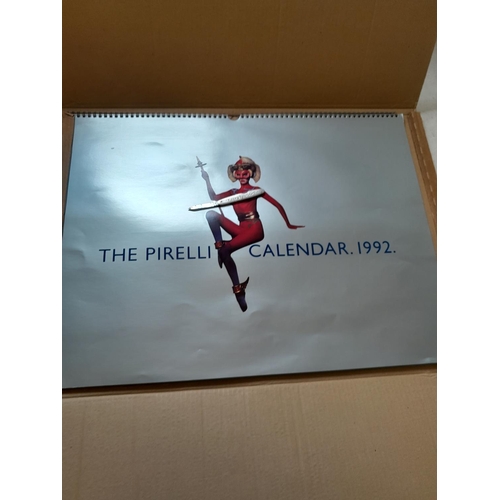 THE PIRELLI CALENDAR. 1992.